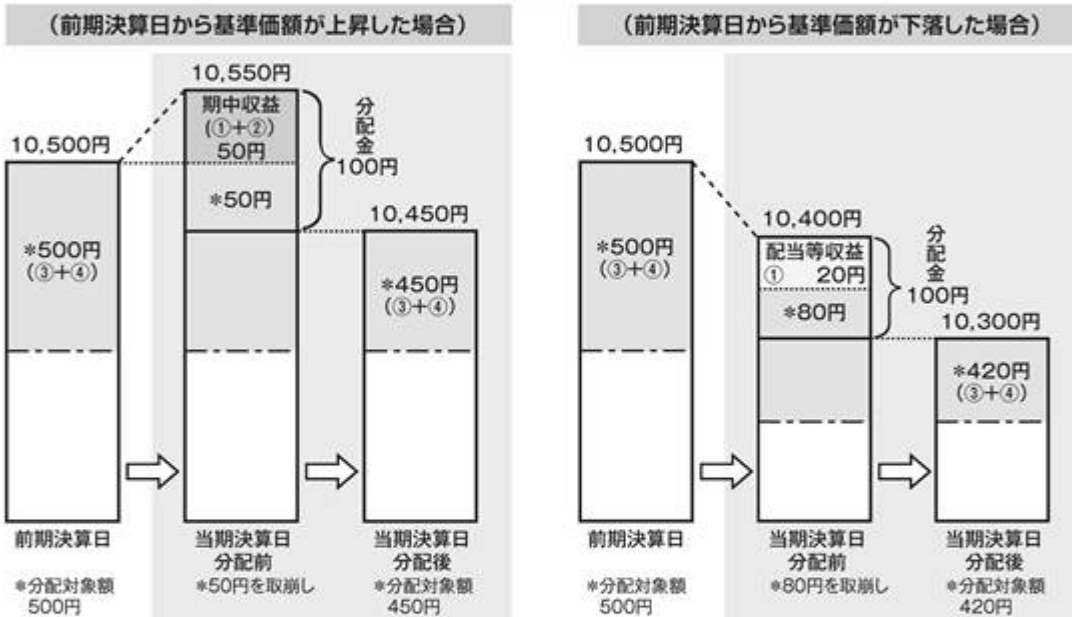 (前期決算日から基準価額が上昇した場合)
10,550円
期中収益
(①+②)
50円
分配金
100円
10,500円
*50円
10,450円
*500円
(③+④)
*450円
(③+④)
前期決算日
当期決算日
分配前
当期決算日
分配後
*分配対象額
500円
*50円を取崩し
*分配対象額
450円
(前期決算日から基準価額が下落した場合)
10,500円
10,400円
配当等収益
① 20円
分配金
100円
*500円
(③+④)
*80円
10,300円
*420円
(③+④)
前期決算日
当期決算日
分配前
当期決算日
分配後
*分配対象額
500円
*80円を取崩し
*分配対象額
420円